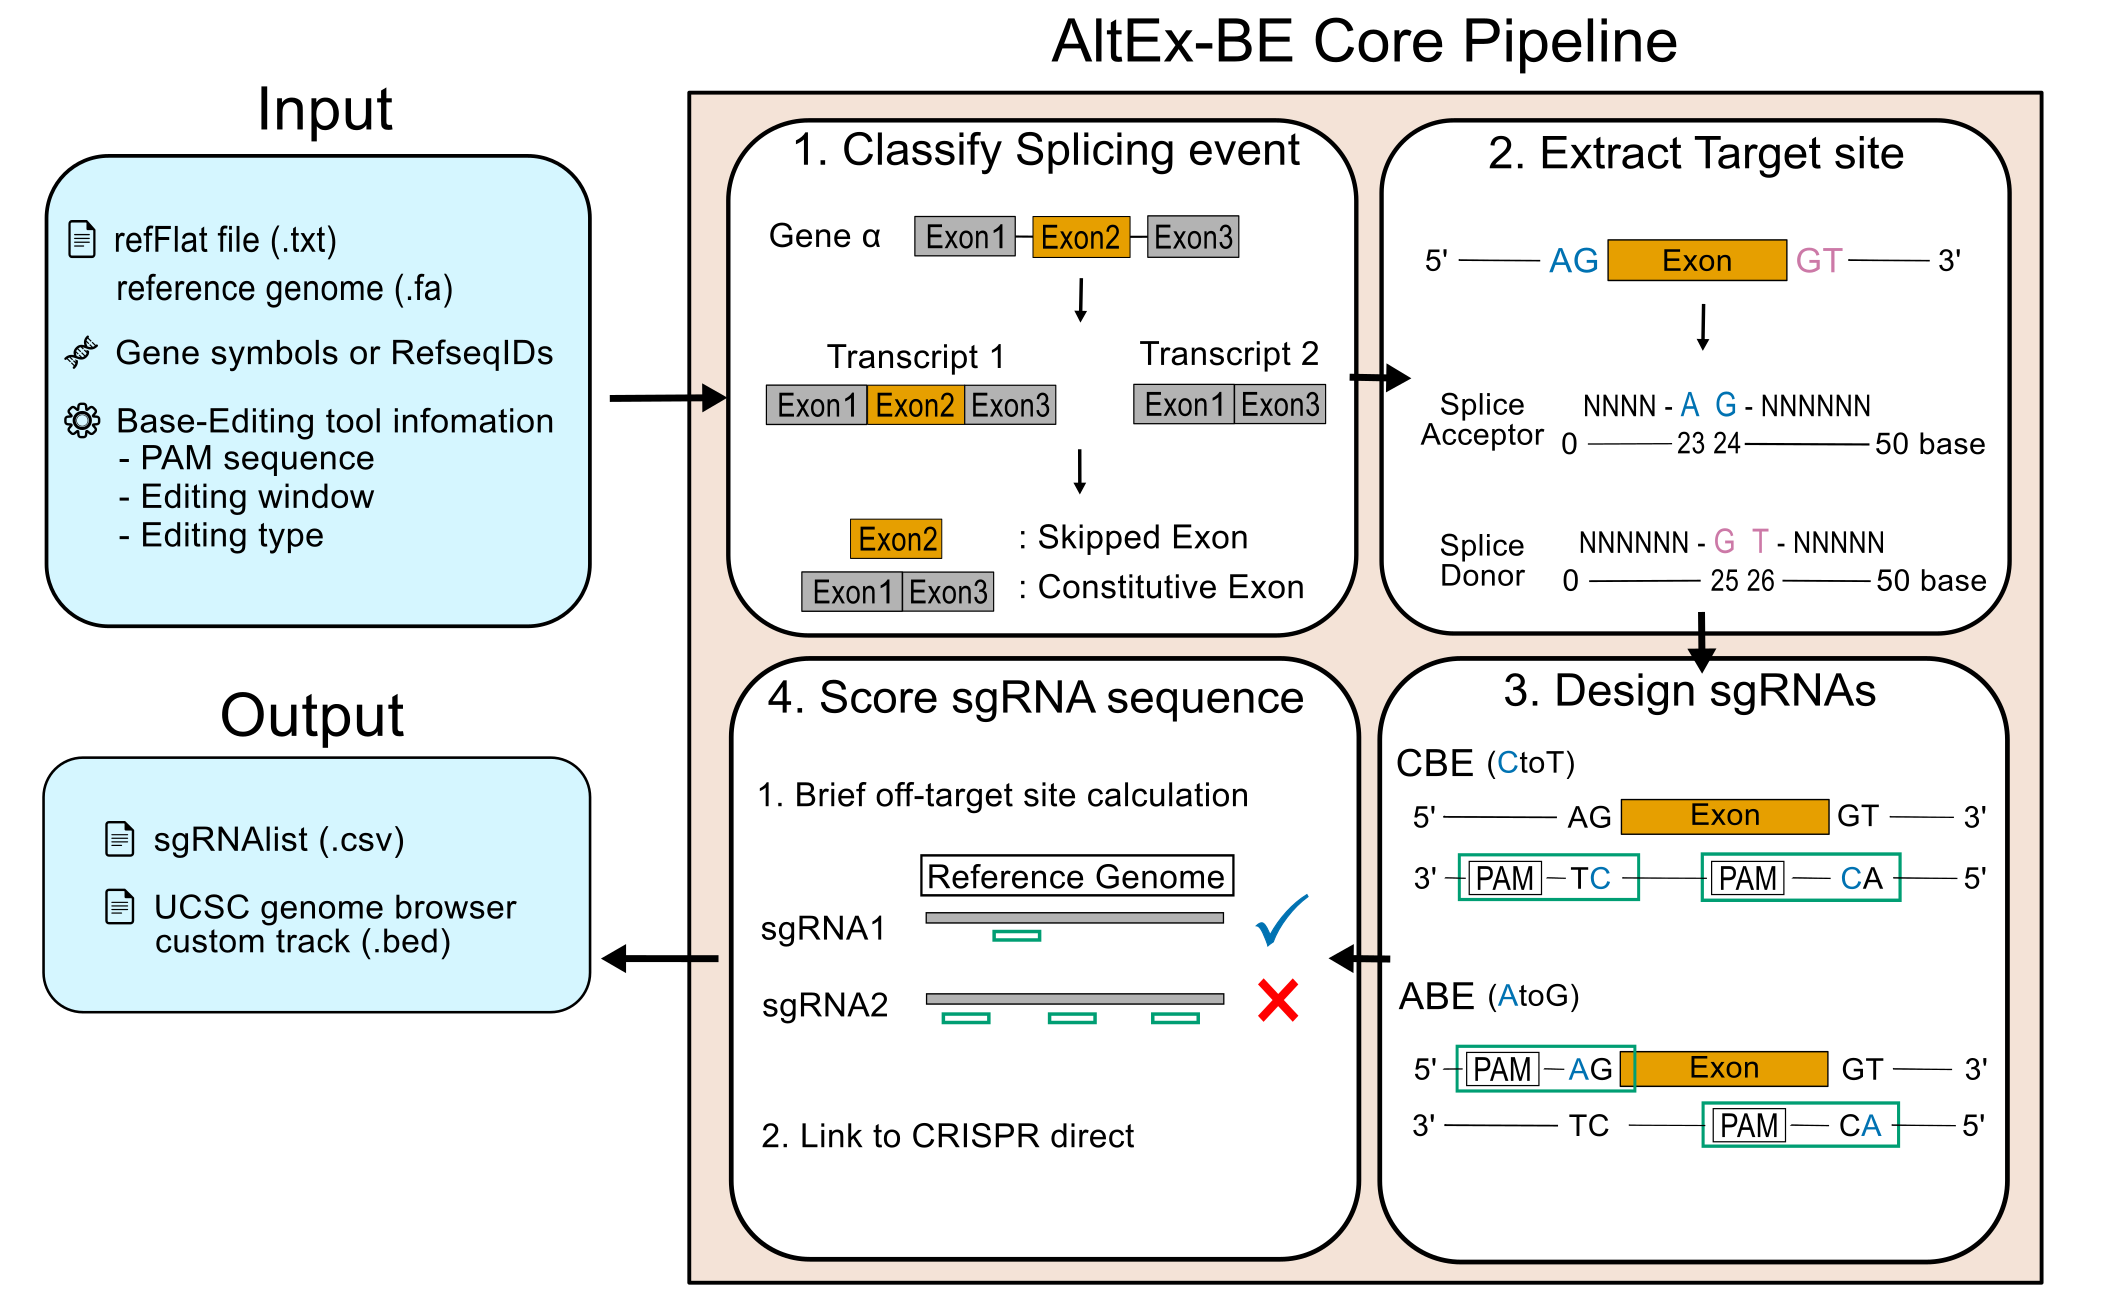 AltEx-BE Core Pipeline
Input
refFlat file (.txt)
reference genome (.fa)
Gene symbols or RefseqIDs
Base-Editing tool infomation
- PAM sequence
- Editing window
- Editing type
1. Classify Splicing event
Gene α Exon1 Exon2 Exon3
Transcript 1 Transcript 2
Exon1 Exon2 Exon3 Exon1 Exon3
Exon2 : Skipped Exon
Exon1 Exon3 : Constitutive Exon
2. Extract Target site
5' AG Exon GT 3'
Splice Acceptor NNNN - A G - NNNNNN
0 23 24 50 base
Splice Donor NNNNNN - G T - NNNNN
0 25 26 50 base
3. Design sgRNAs
CBE (CtoT)
5' AG Exon GT 3'
3' PAM TC PAM CA 5'
ABE (AtoG)
5' PAM AG Exon GT 3'
3' TC PAM CA 5'
4. Score sgRNA sequence
1. Brief off-target site calculation
Reference Genome
sgRNA1
sgRNA2
2. Link to CRISPR direct
Output
sgRNAlist (.csv)
UCSC genome browser
custom track (.bed)